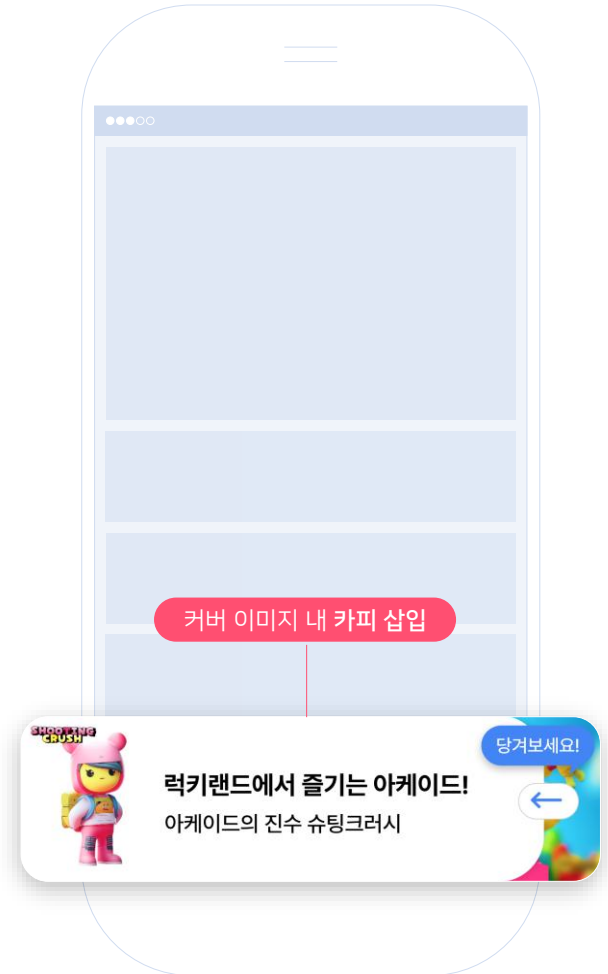 커버 이미지 내 카피 삽입
SHOOTING
CRUSH
당겨보세요!
럭키랜드에서 즐기는 아케이드!
아케이드의 진수 슈팅크러시